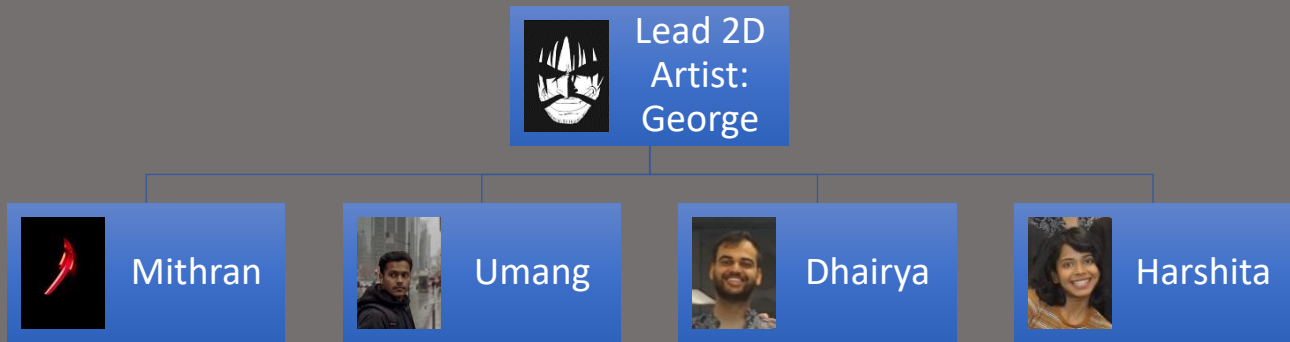 Lead 2D
Artist:
George
Mithran
Umang
Dhairya
Harshita